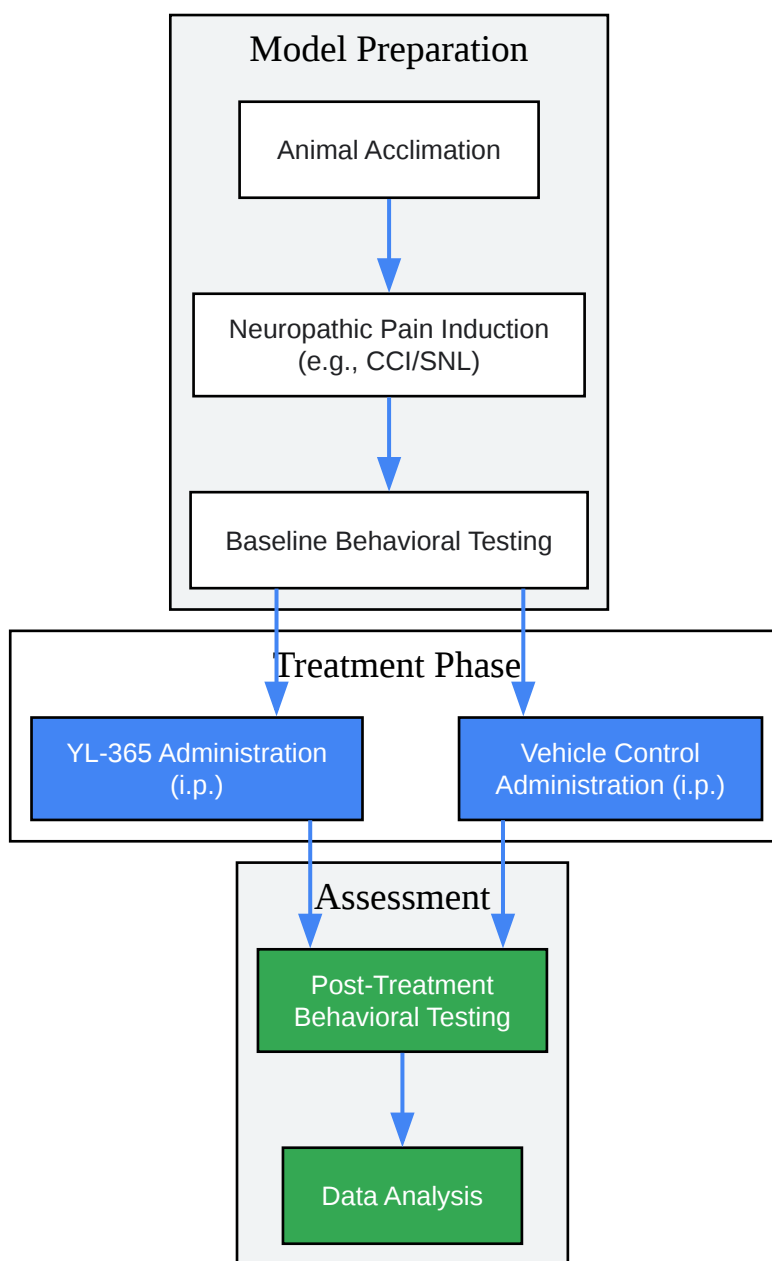 Model Preparation
Animal Acclimation
Neuropathic Pain Induction
(e.g., CCI/SNL)
Baseline Behavioral Testing
Treatment Phase
YL-365 Administration
(i.p.)
Vehicle Control
Administration (i.p.)
Assessment
Post-Treatment
Behavioral Testing
Data Analysis